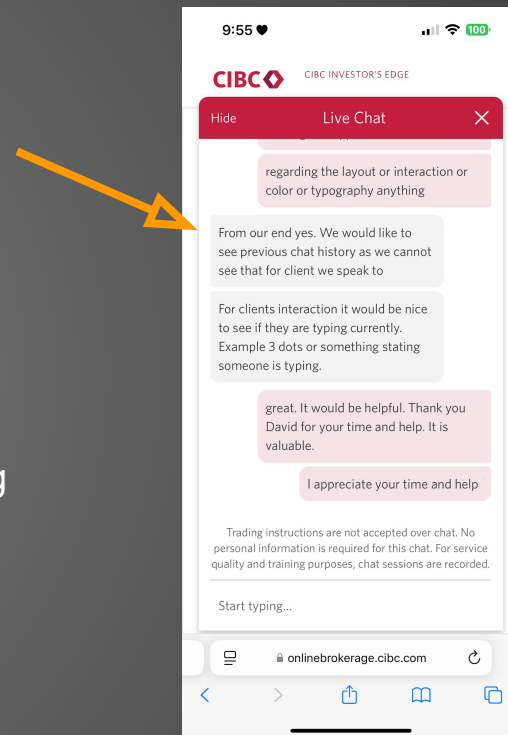 9:55
100
CIBC
CIBC INVESTOR'S EDGE
Hide
Live Chat
regarding the layout or interaction or
color or typography anything
From our end yes. We would like to
see previous chat history as we cannot
see that for client we speak to
For clients interaction it would be nice
to see if they are typing currently.
Example 3 dots or something stating
someone is typing.
great. It would be helpful. Thank you
David for your time and help. It is
valuable.
I appreciate your time and help
Trading instructions are not accepted over chat. No
personal information is required for this chat. For service
quality and training purposes, chat sessions are recorded.
Start typing...
onlinebrokerage.cibc.com